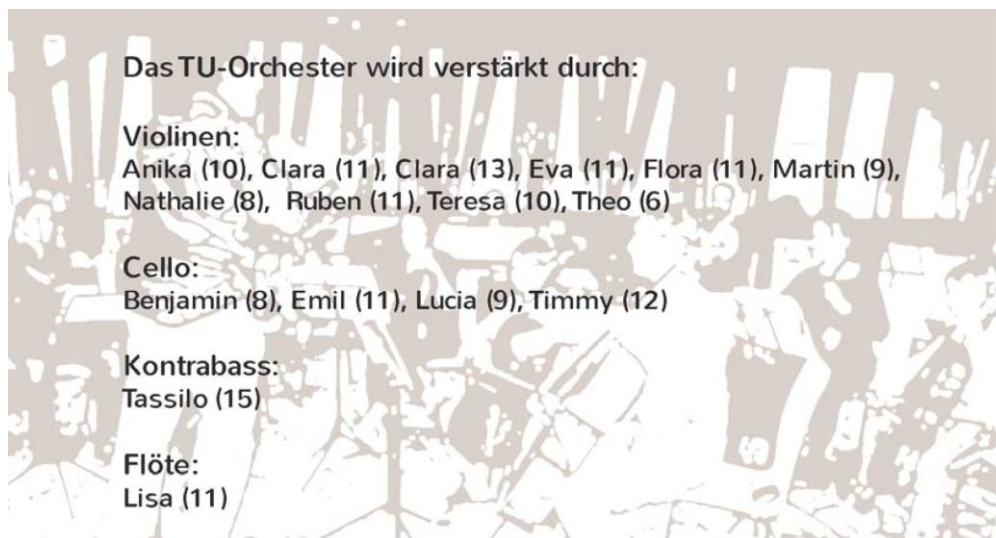 Das TU-Orchester wird verstärkt durch:
Violinen:
Anika (10), Clara (11), Clara (13), Eva (11), Flora (11), Martin (9),
Nathalie (8), Ruben (11), Teresa (10), Theo (6)
Cello:
Benjamin (8), Emil (11), Lucia (9), Timmy (12)
Kontrabass:
Tassilo (15)
Flöte:
Lisa (11)